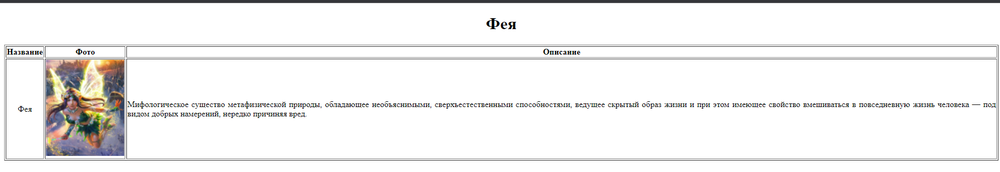 Фея
Название Фото Описание
Фея
Мифологическое существо метафизической природы, обладающее необъяснимыми, сверхъестественными способностями, ведущее скрытый образ жизни и при этом имеющее свойство вмешиваться в повседневную жизнь человека — под
видом добрых намерений, нередко причиняя вред.